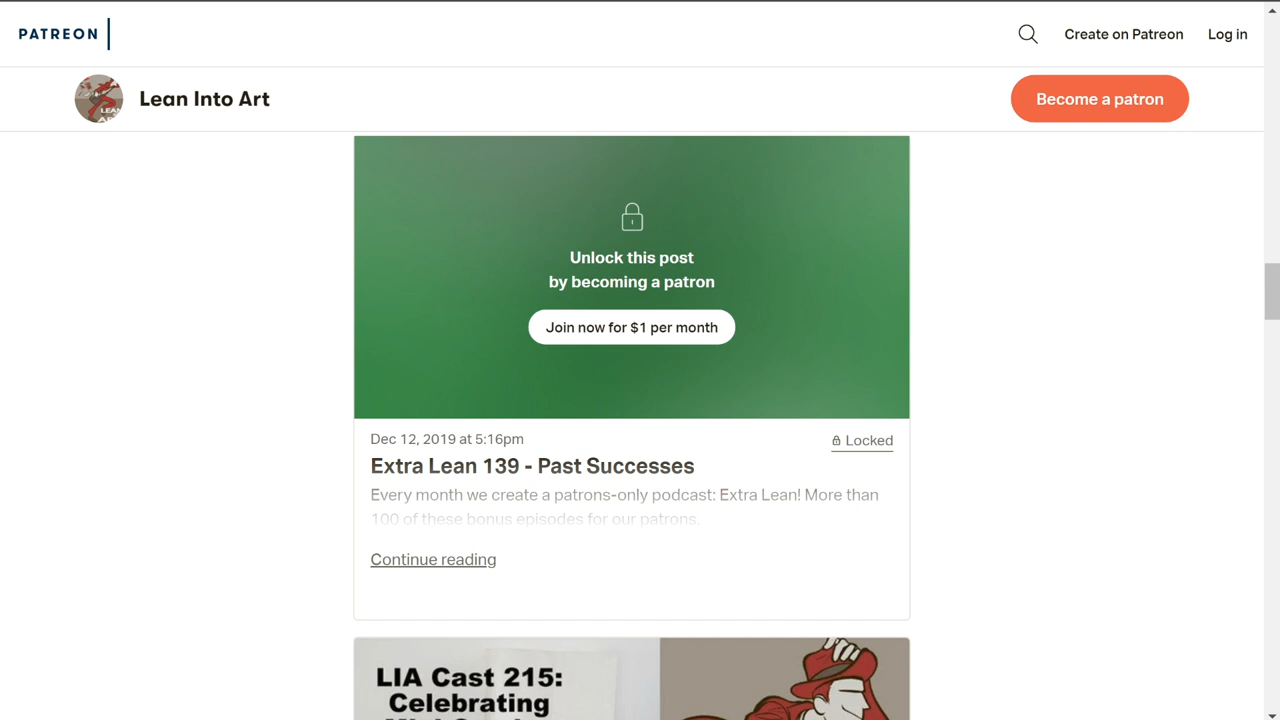 PATREON
Create on Patreon
Log in
Lean Into Art
Become a patron
Unlock this post
by becoming a patron
Join now for $1 per month
Dec 12, 2019 at 5:16pm
Locked
Extra Lean 139 - Past Successes
Every month we create a patrons-only podcast: Extra Lean! More than
100 of these bonus episodes for our patrons.
Continue reading
LIA Cast 215:
Celebrating